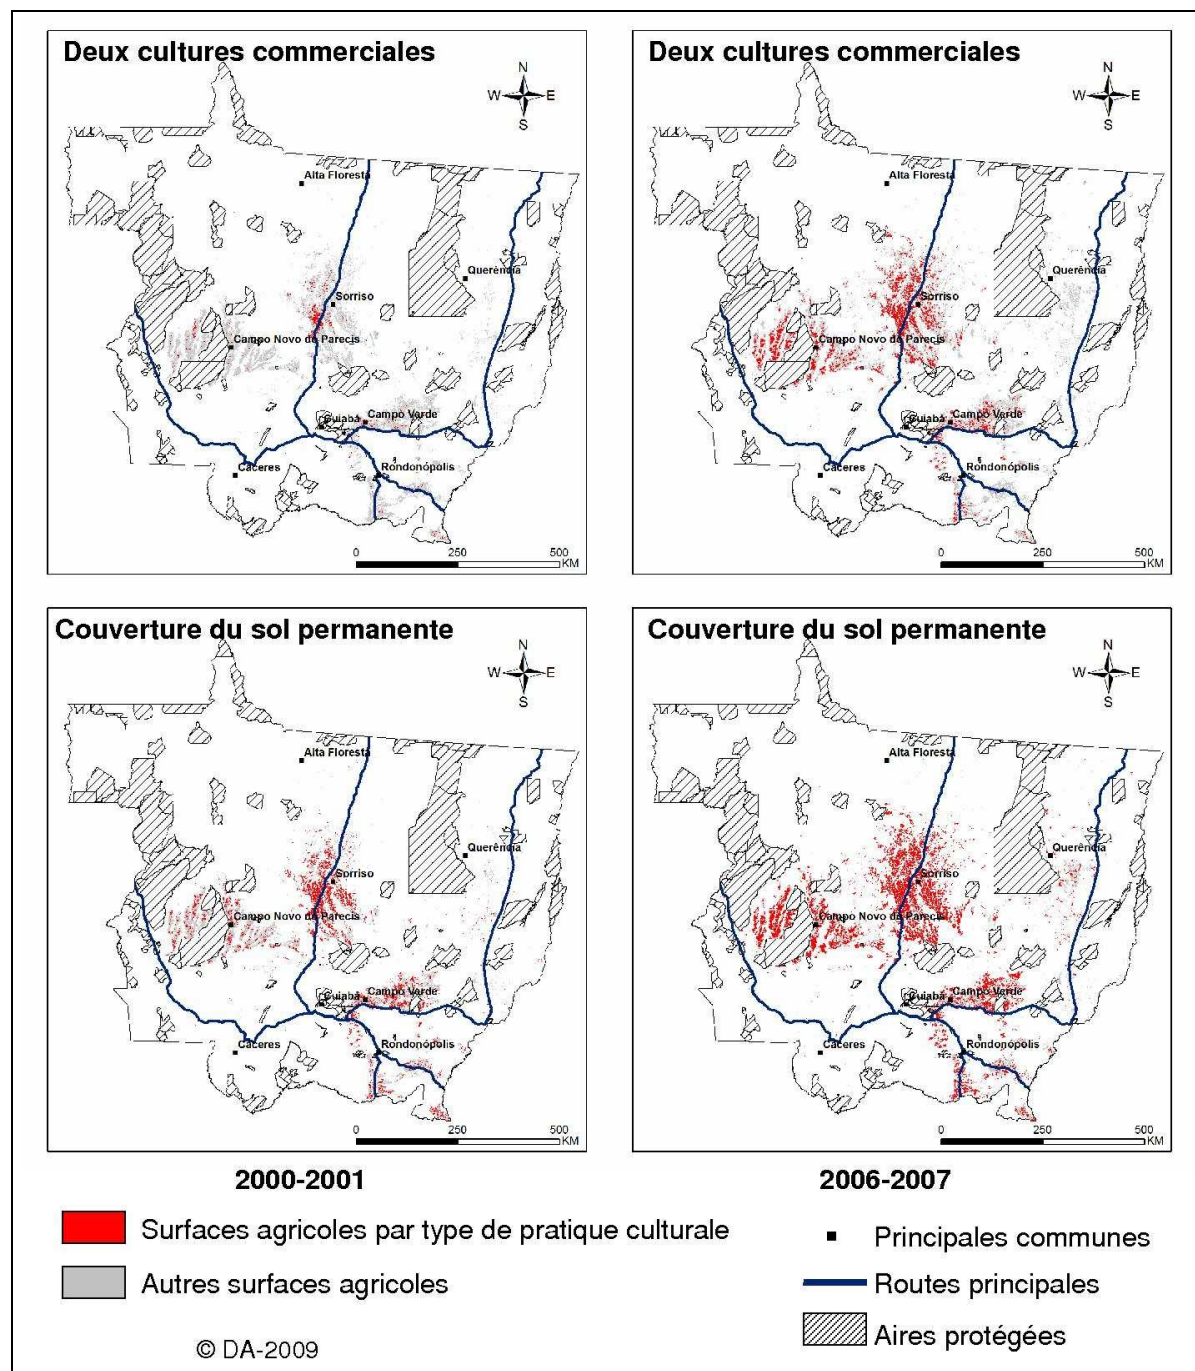 Deux cultures commerciales
N
W E
S
Alta Floresta
Querência
Sorriso
Campo Novo do Parecis
Cuiabá
Campo Verde
Cáceres
Rondonópolis
0 250 500
KM
Deux cultures commerciales
N
W E
S
Alta Floresta
Querência
Sorriso
Campo Novo do Parecis
Cuiabá
Campo Verde
Cáceres
Rondonópolis
0 250 500
KM
Couverture du sol permanente
N
W E
S
Alta Floresta
Querência
Sorriso
Campo Novo do Parecis
Cuiabá
Campo Verde
Cáceres
Rondonópolis
0 250 500
KM
Couverture du sol permanente
N
W E
S
Alta Floresta
Querência
Sorriso
Campo Novo do Parecis
Cuiabá
Campo Verde
Cáceres
Rondonópolis
0 250 500
KM
2000-2001
2006-2007
Surfaces agricoles par type de pratique culturale
Autres surfaces agricoles
Principales communes
Routes principales
Aires protégées
© DA-2009